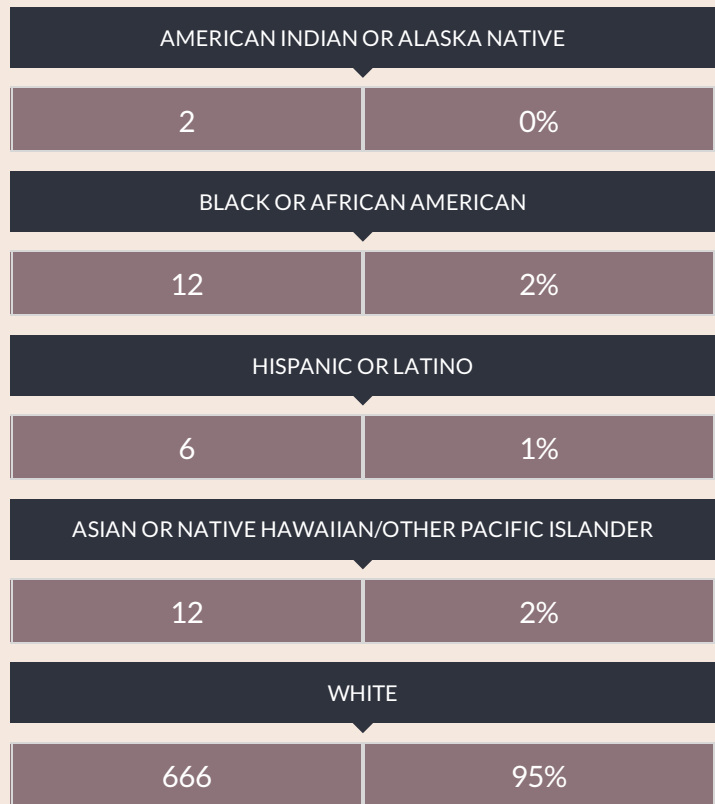 AMERICAN INDIAN OR ALASKA NATIVE
2 0%
BLACK OR AFRICAN AMERICAN
12 2%
HISPANIC OR LATINO
6 1%
ASIAN OR NATIVE HAWAIIAN/OTHER PACIFIC ISLANDER
12 2%
WHITE
666 95%